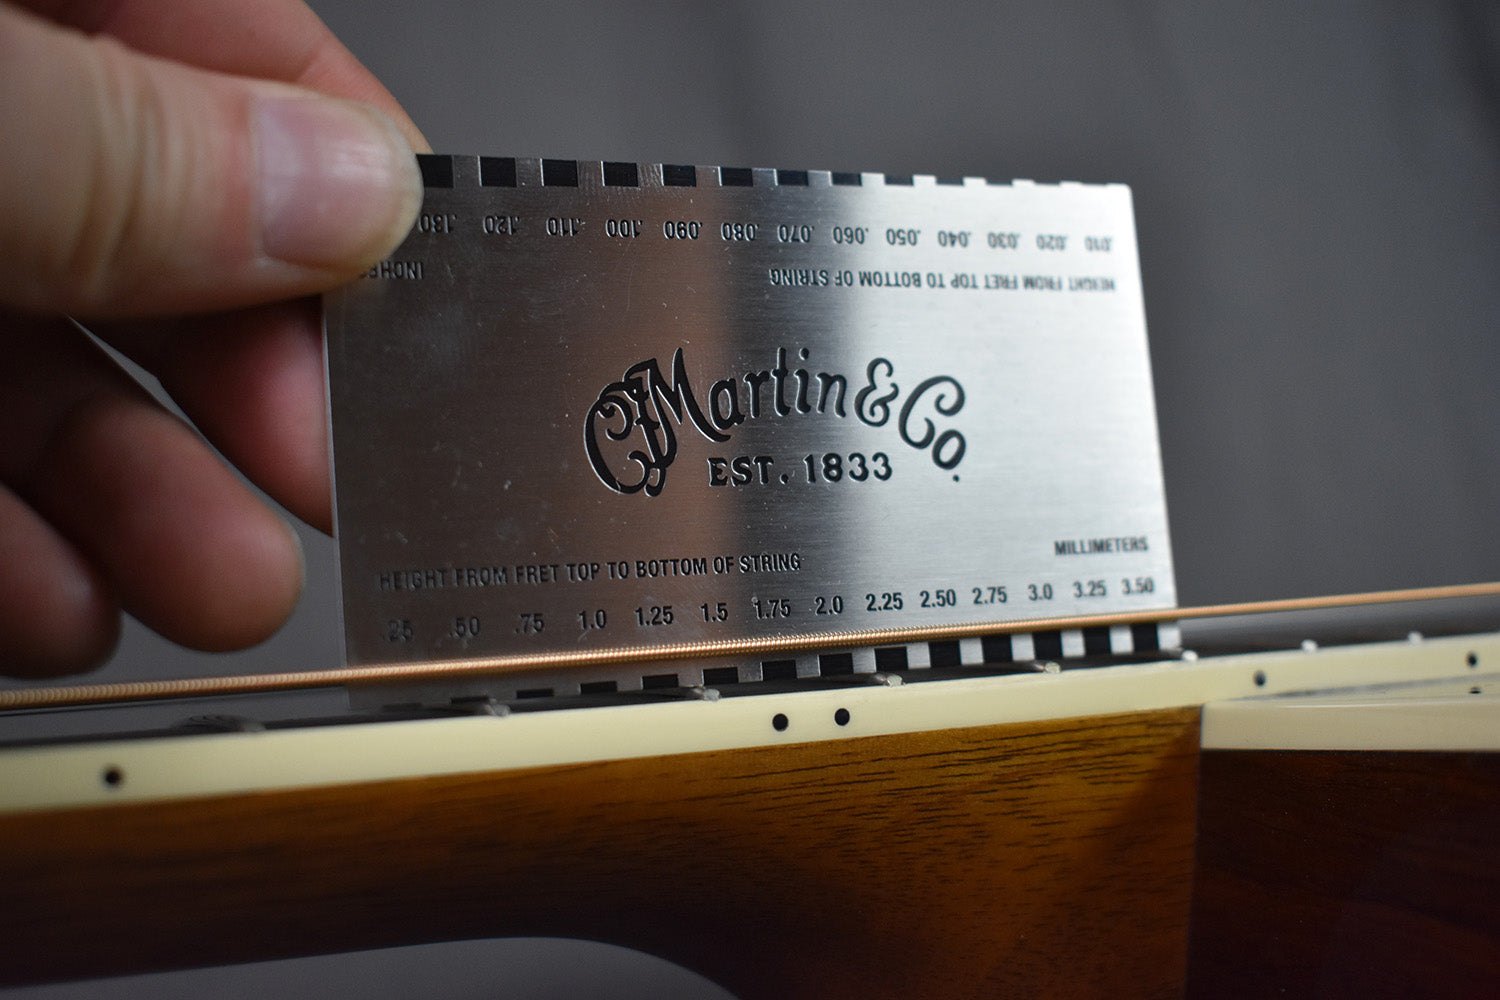 .130 .120 .110 .100 .090 .080 .070 .060 .050 .040 .030 .020 .010
INCHES HEIGHT FROM FRET TOP TO BOTTOM OF STRING
CFMartin & Co.
EST. 1833
MILLIMETERS
HEIGHT FROM FRET TOP TO BOTTOM OF STRING
.25 .50 .75 1.0 1.25 1.5 1.75 2.0 2.25 2.50 2.75 3.0 3.25 3.50